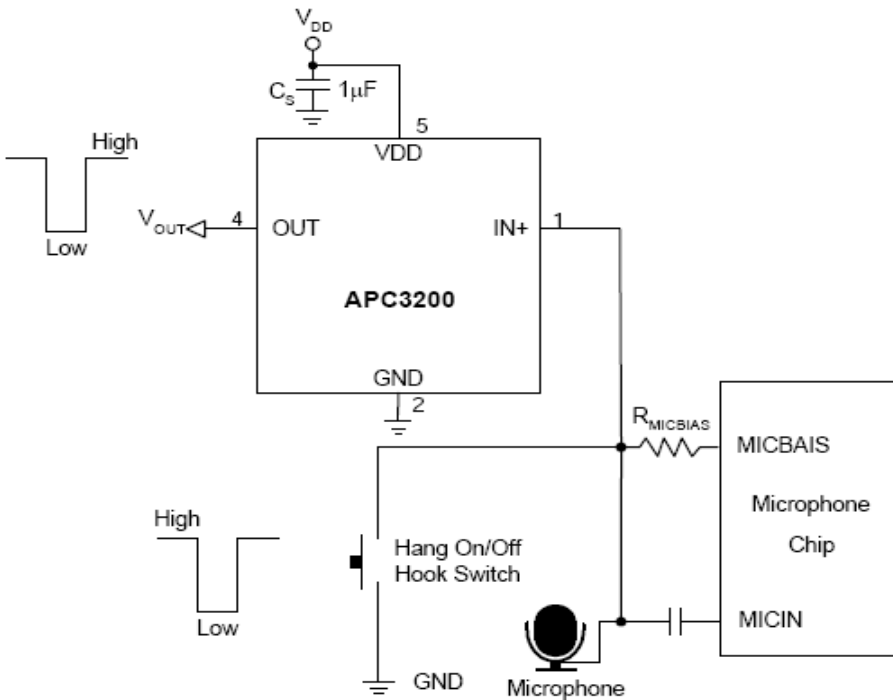 VDD
CS 1µF
5
VDD
High
Low
VOUT 4 OUT
IN+ 1
APC3200
GND
2
RMICBIAS
MICBAIS
Microphone
Chip
MICIN
High
Low
Hang On/Off
Hook Switch
GND
Microphone